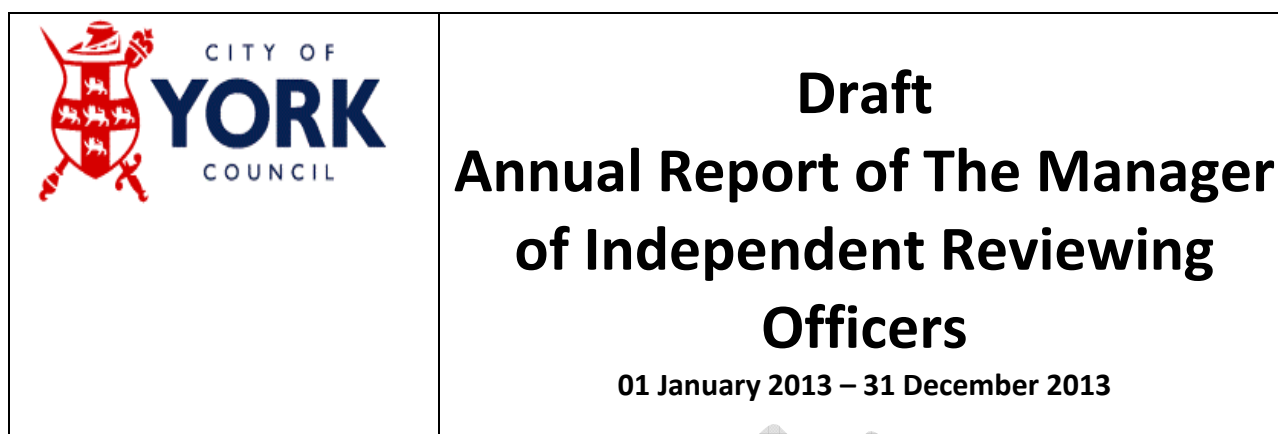 CITY OF
YORK
COUNCIL
Draft
Annual Report of The Manager
of Independent Reviewing
Officers
01 January 2013 – 31 December 2013